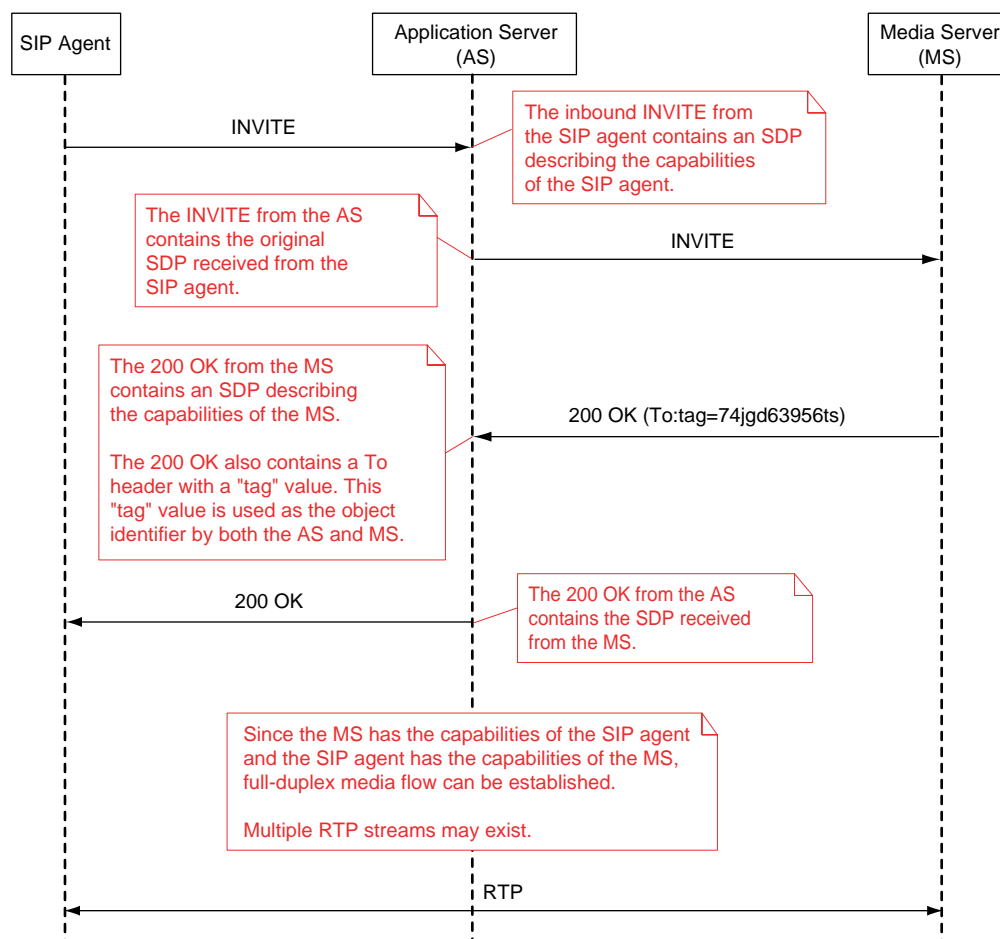 SIP Agent
Application Server
(AS)
Media Server
(MS)
INVITE
The inbound INVITE from
the SIP agent contains an SDP
describing the capabilities
of the SIP agent.
The INVITE from the AS
contains the original
SDP received from the
SIP agent.
INVITE
The 200 OK from the MS
contains an SDP describing
the capabilities of the MS.
The 200 OK also contains a To
header with a "tag" value. This
"tag" value is used as the object
identifier by both the AS and MS.
200 OK (To:tag=74jgd63956ts)
200 OK
The 200 OK from the AS
contains the SDP received
from the MS.
Since the MS has the capabilities of the SIP agent
and the SIP agent has the capabilities of the MS,
full-duplex media flow can be established.
Multiple RTP streams may exist.
RTP